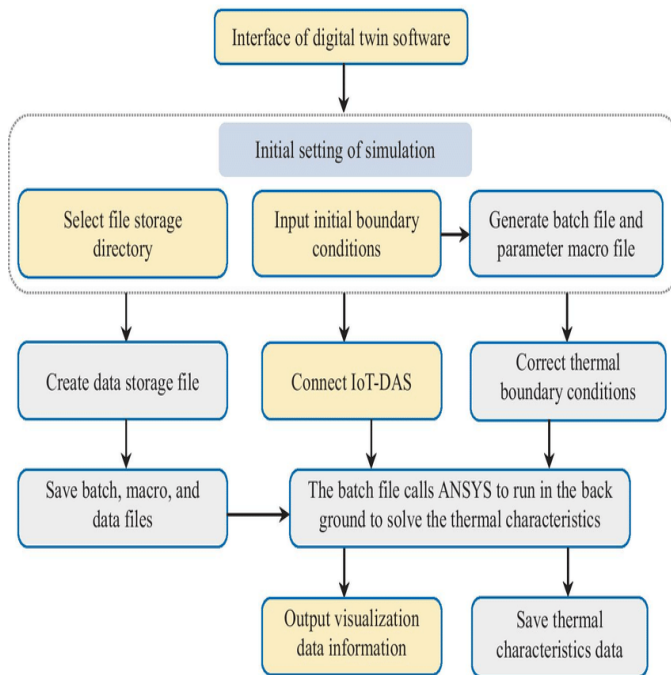 Interface of digital twin software
Initial setting of simulation
Select file storage
directory
Input initial boundary
conditions
Generate batch file and
parameter macro file
Create data storage file
Connect IoT-DAS
Correct thermal
boundary conditions
Save batch, macro, and
data files
The batch file calls ANSYS to run in the back
ground to solve the thermal characteristics
Output visualization
data information
Save thermal
characteristics data